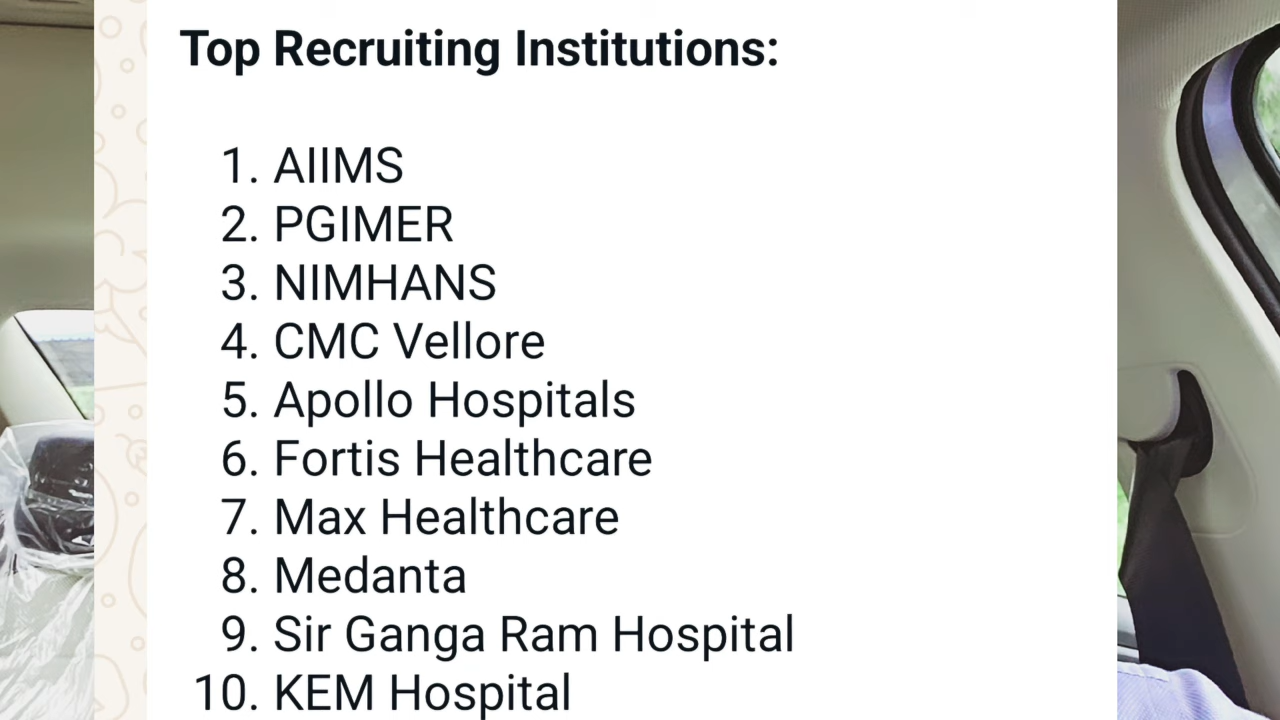 Top Recruiting Institutions:
1. AIIMS
2. PGIMER
3. NIMHANS
4. CMC Vellore
5. Apollo Hospitals
6. Fortis Healthcare
7. Max Healthcare
8. Medanta
9. Sir Ganga Ram Hospital
10. KEM Hospital